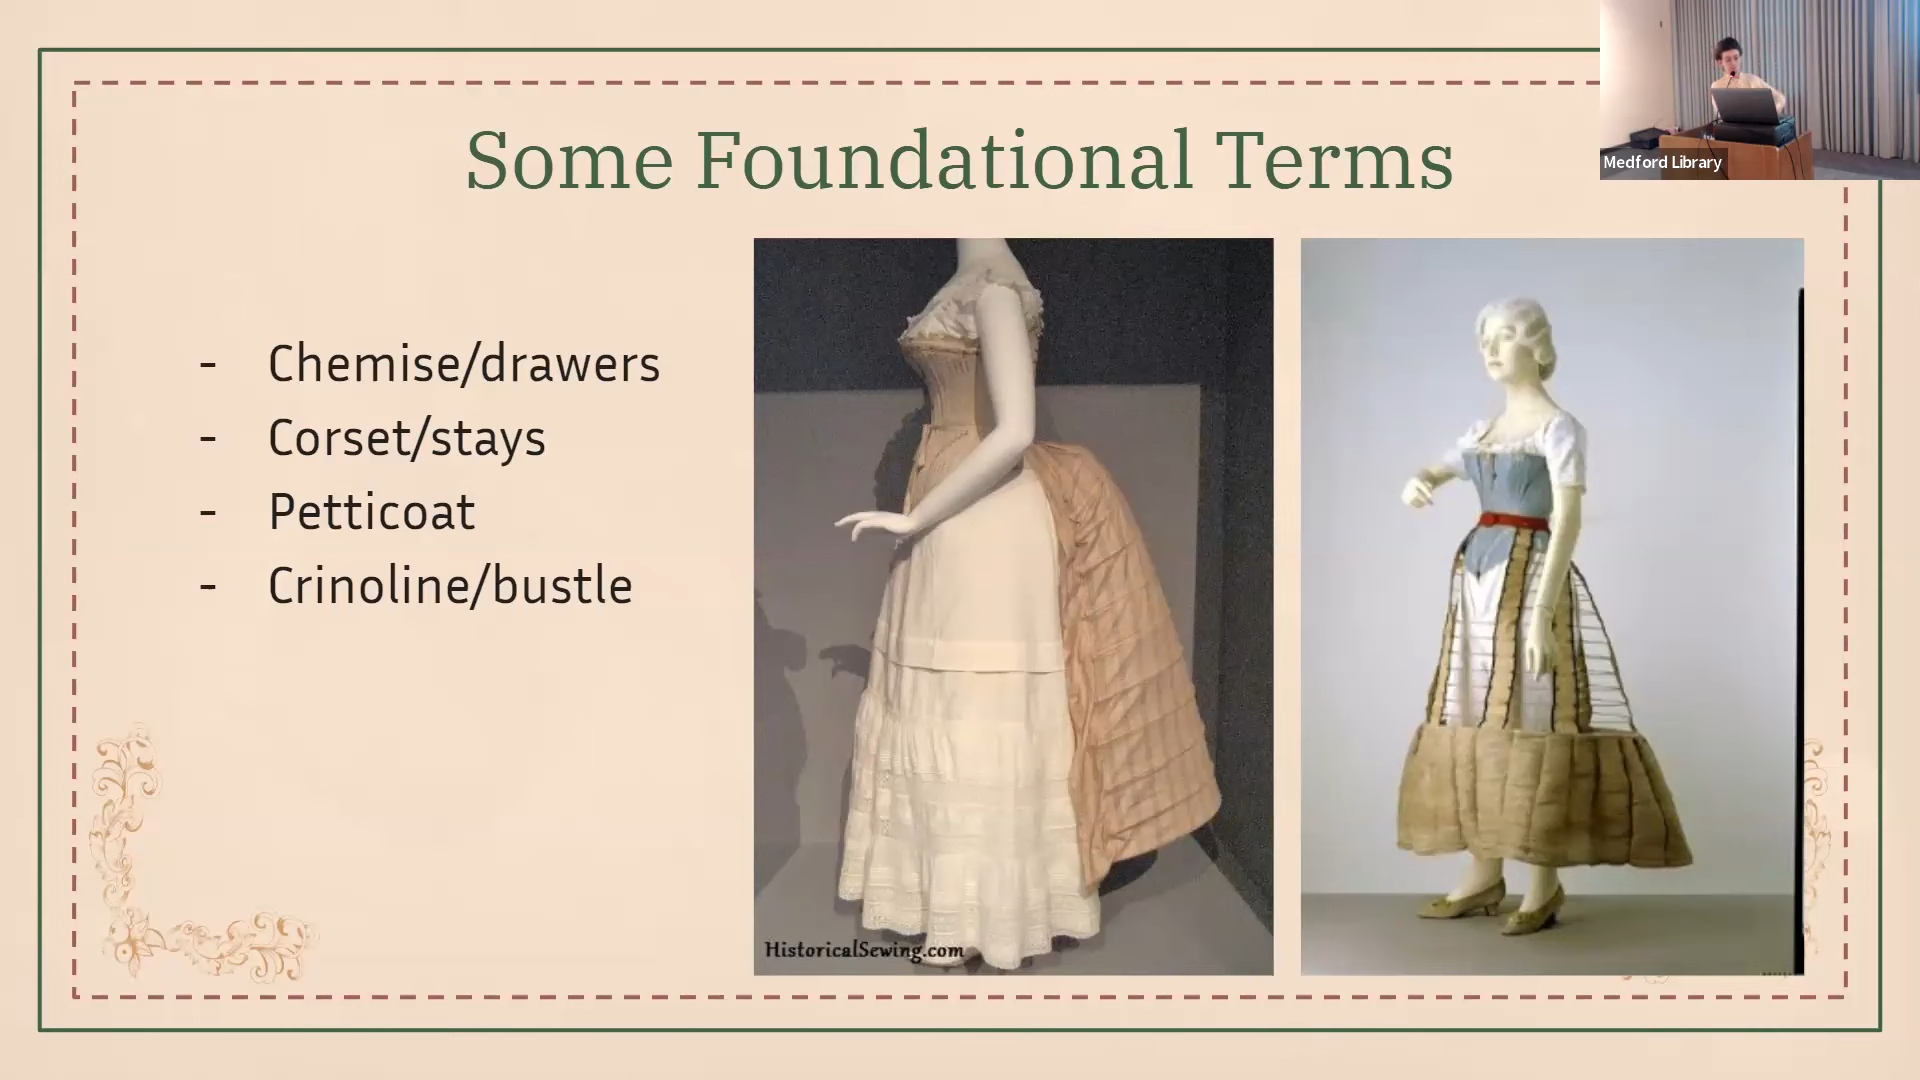 Some Foundational Terms
Medford Library
- Chemise/drawers
- Corset/stays
- Petticoat
- Crinoline/bustle
HistoricalSewing.com